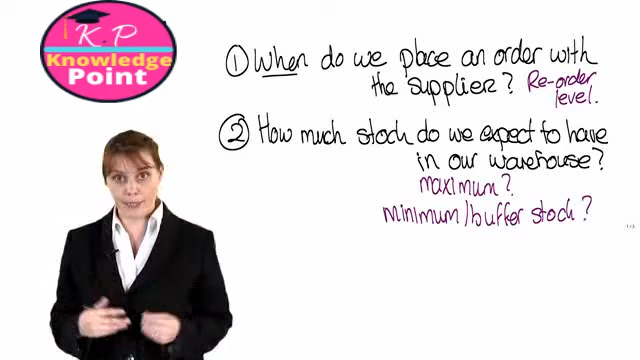 K.P
Knowledge
Point
① When do we place an order with
the supplier? Re-order
level.
② How much stock do we expect to have
in our warehouse?
maximum?
minimum/buffer stock?